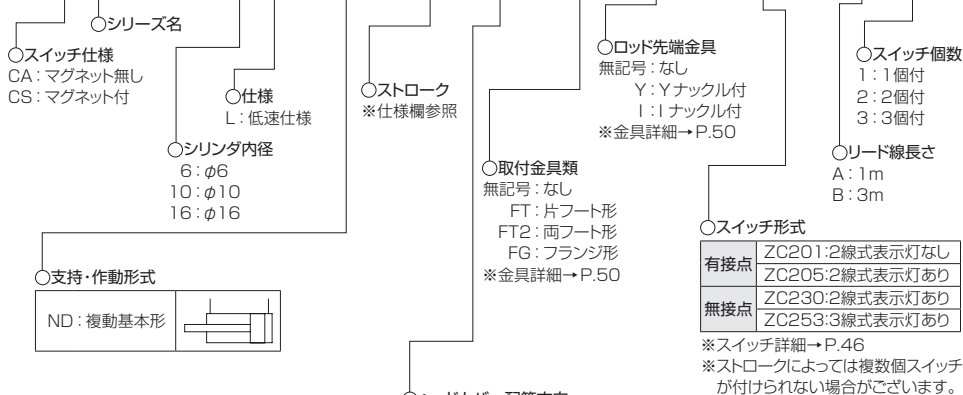 ○シリーズ名
○スイッチ仕様
CA：マグネット無し
CS：マグネット付
○仕様
L：低速仕様
○シリンダ内径
6：φ6
10：φ10
16：φ16
○支持・作動形式
ND：複動基本形
○ストローク
※仕様欄参照
○取付金具類
無記号：なし
FT：片フート形
FT2：両フート形
FG：フランジ形
※金具詳細→P.50
○ロッド先端金具
無記号：なし
Y：Yナックル付
I：Iナックル付
※金具詳細→P.50
○スイッチ個数
1：1個付
2：2個付
3：3個付
○リード線長さ
A：1m
B：3m
○スイッチ形式
有接点
ZC201：2線式表示灯なし
ZC205：2線式表示灯あり
無接点
ZC230：2線式表示灯あり
ZC253：3線式表示灯あり
※スイッチ詳細→P.46
※ストロークによっては複数個スイッチ
が付けられない場合がございます。